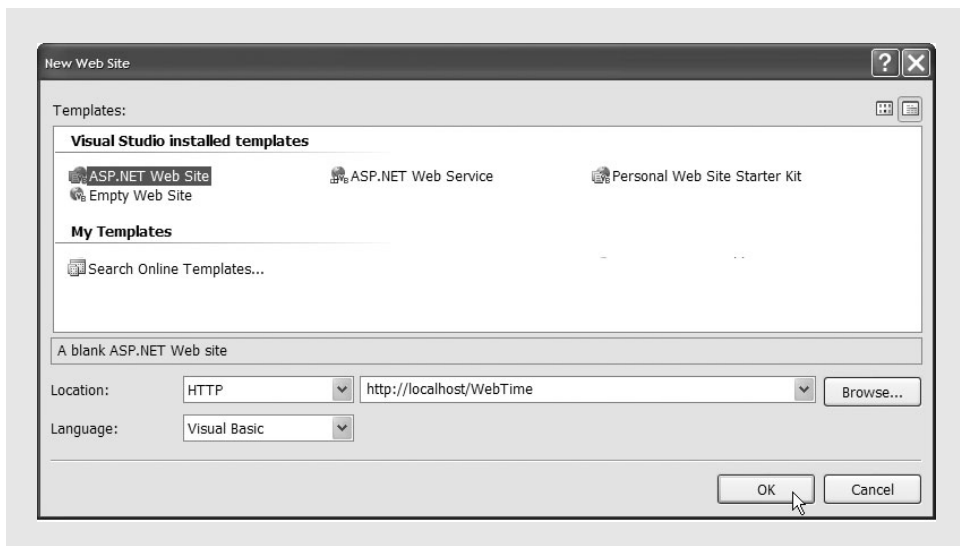 New Web Site
Templates:
Visual Studio installed templates
ASP.NET Web Site
ASP.NET Web Service
Personal Web Site Starter Kit
Empty Web Site
My Templates
Search Online Templates...
A blank ASP.NET Web site
Location: HTTP http://localhost/WebTime Browse...
Language: Visual Basic
OK Cancel